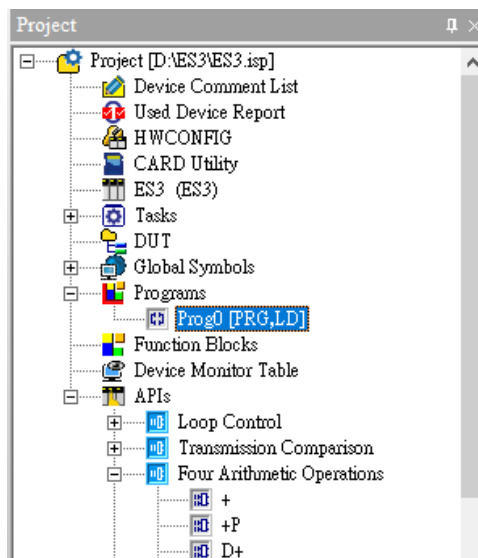 Project
Project [D:\ES3\ES3.isp]
Device Comment List
Used Device Report
HWCONFIG
CARD Utility
ES3 (ES3)
Tasks
DUT
Global Symbols
Programs
Prog0 [PRG,LD]
Function Blocks
Device Monitor Table
APIs
Loop Control
Transmission Comparison
Four Arithmetic Operations
+
+P
D+